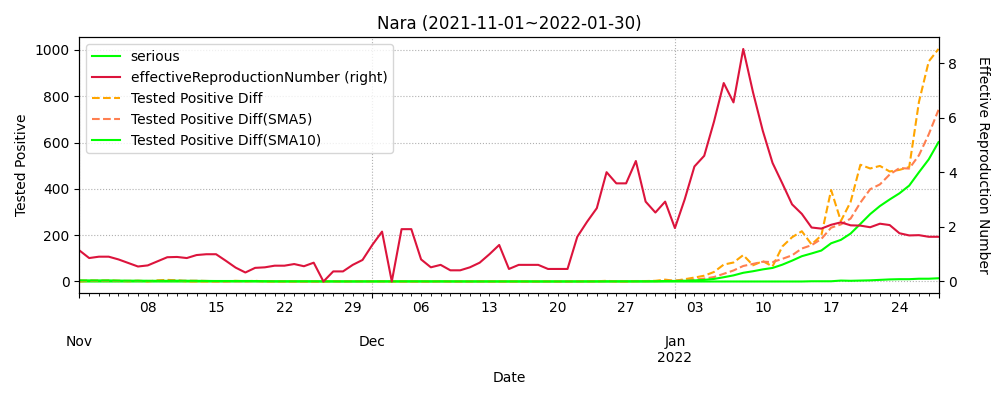 Nara (2021-11-01~2022-01-30)
serious
effectiveReproductionNumber (right)
Tested Positive Diff
Tested Positive Diff(SMA5)
Tested Positive Diff(SMA10)
Tested Positive
1000
800
600
400
200
0
Effective Reproduction Number
8
6
4
2
0
08 15 22 29 06 13 20 27 03 10 17 24
Nov Dec Jan
2022
Date